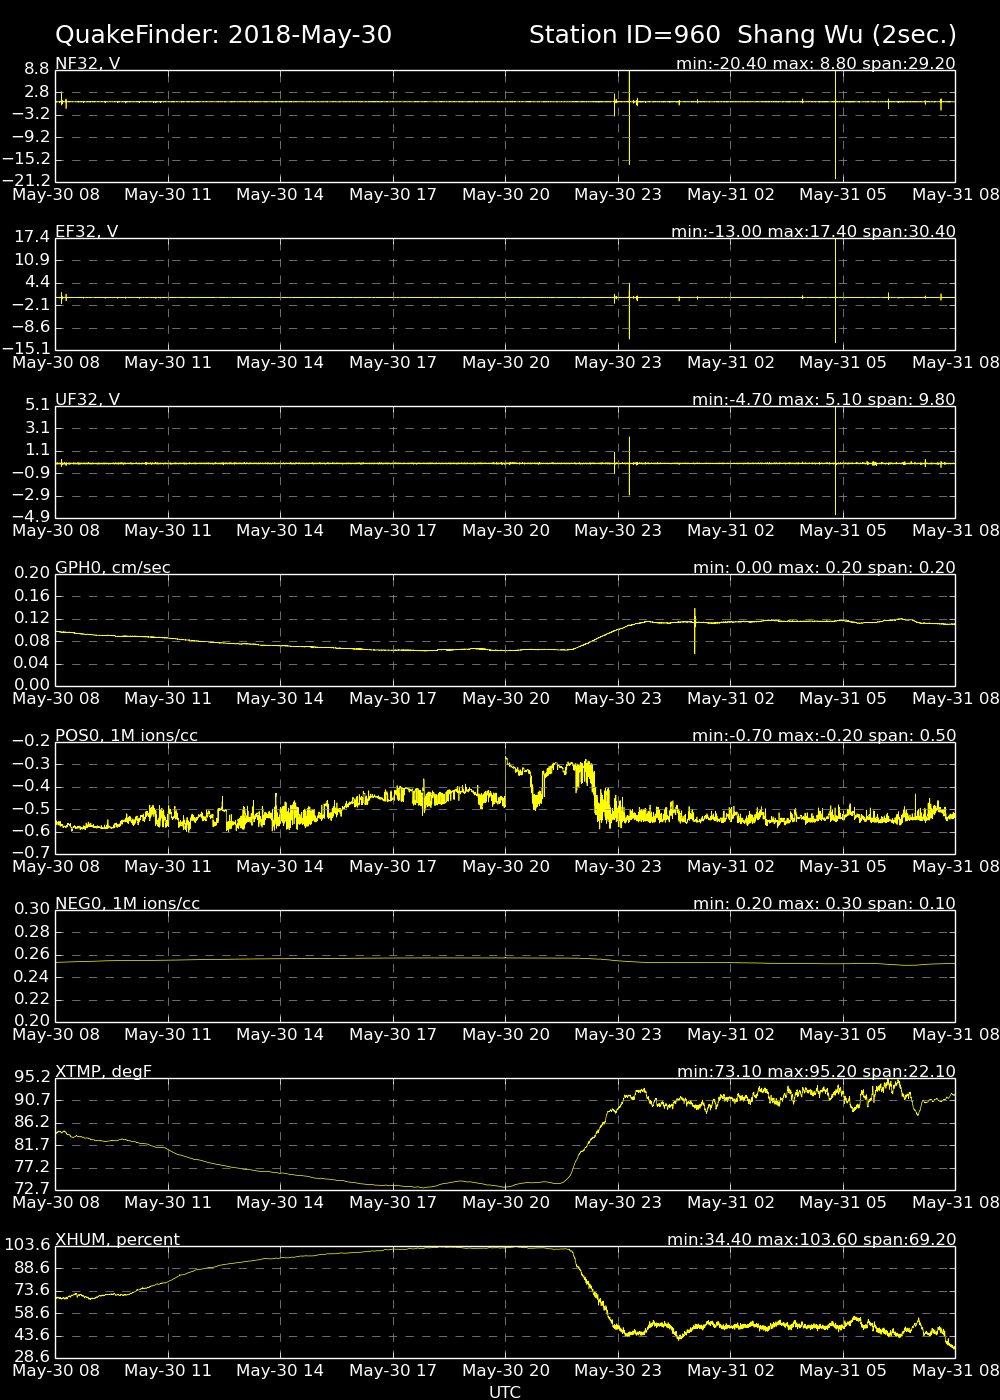 QuakeFinder: 2018-May-30 Station ID=960 Shang Wu (2sec.)
NF32, V min:-20.40 max: 8.80 span:29.20
8.8
2.8
−3.2
−9.2
−15.2
−21.2
May-30 08 May-30 11 May-30 14 May-30 17 May-30 20 May-30 23 May-31 02 May-31 05 May-31 08
EF32, V min:-13.00 max:17.40 span:30.40
17.4
10.9
4.4
−2.1
−8.6
−15.1
May-30 08 May-30 11 May-30 14 May-30 17 May-30 20 May-30 23 May-31 02 May-31 05 May-31 08
UF32, V min:-4.70 max: 5.10 span: 9.80
5.1
3.1
1.1
−0.9
−2.9
−4.9
May-30 08 May-30 11 May-30 14 May-30 17 May-30 20 May-30 23 May-31 02 May-31 05 May-31 08
GPH0, cm/sec min: 0.00 max: 0.20 span: 0.20
0.20
0.16
0.12
0.08
0.04
0.00
May-30 08 May-30 11 May-30 14 May-30 17 May-30 20 May-30 23 May-31 02 May-31 05 May-31 08
POS0, 1M ions/cc min:-0.70 max:-0.20 span: 0.50
−0.2
−0.3
−0.4
−0.5
−0.6
−0.7
May-30 08 May-30 11 May-30 14 May-30 17 May-30 20 May-30 23 May-31 02 May-31 05 May-31 08
NEG0, 1M ions/cc min: 0.20 max: 0.30 span: 0.10
0.30
0.28
0.26
0.24
0.22
0.20
May-30 08 May-30 11 May-30 14 May-30 17 May-30 20 May-30 23 May-31 02 May-31 05 May-31 08
XTMP, degF min:73.10 max:95.20 span:22.10
95.2
90.7
86.2
81.7
77.2
72.7
May-30 08 May-30 11 May-30 14 May-30 17 May-30 20 May-30 23 May-31 02 May-31 05 May-31 08
XHUM, percent min:34.40 max:103.60 span:69.20
103.6
88.6
73.6
58.6
43.6
28.6
May-30 08 May-30 11 May-30 14 May-30 17 May-30 20 May-30 23 May-31 02 May-31 05 May-31 08
UTC